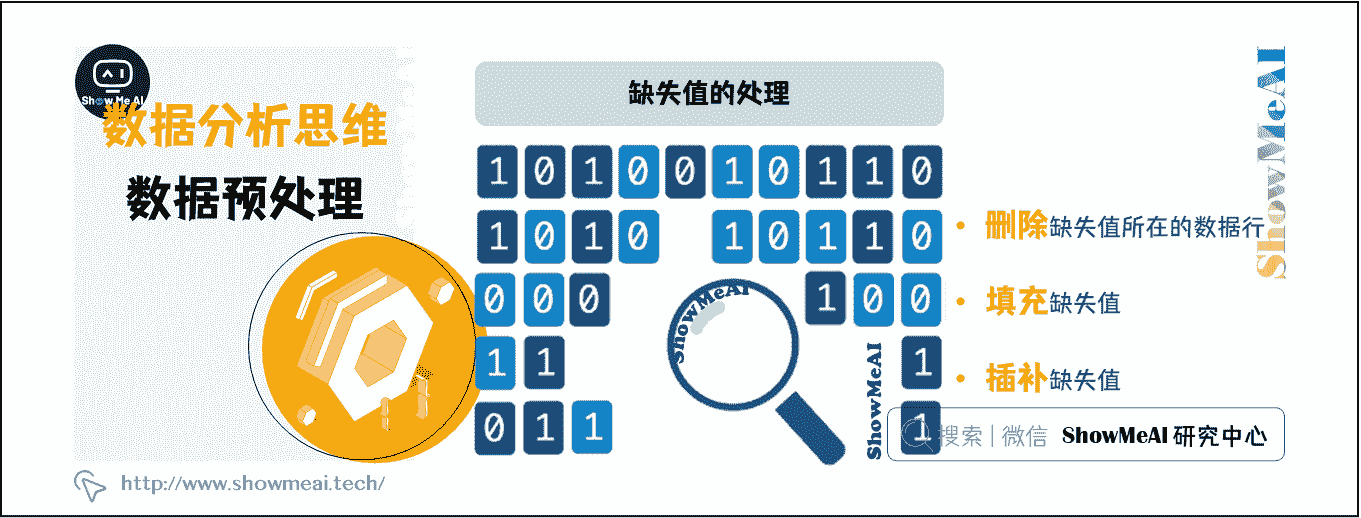 Show Me AI
数据分析思维
数据预处理
http://www.showmeai.tech/
缺失值的处理
1 0 1 0 0 1 0 1 1 0
1 0 1 0 1 0 1 1 0
0 0 0 1 0 0
1 1 1
0 1 1 1
ShowMeAI
ShowMeAI
• 删除缺失值所在的数据行
• 填充缺失值
• 插补缺失值
搜索 | 微信 ShowMeAI 研究中心
ShowMeAI